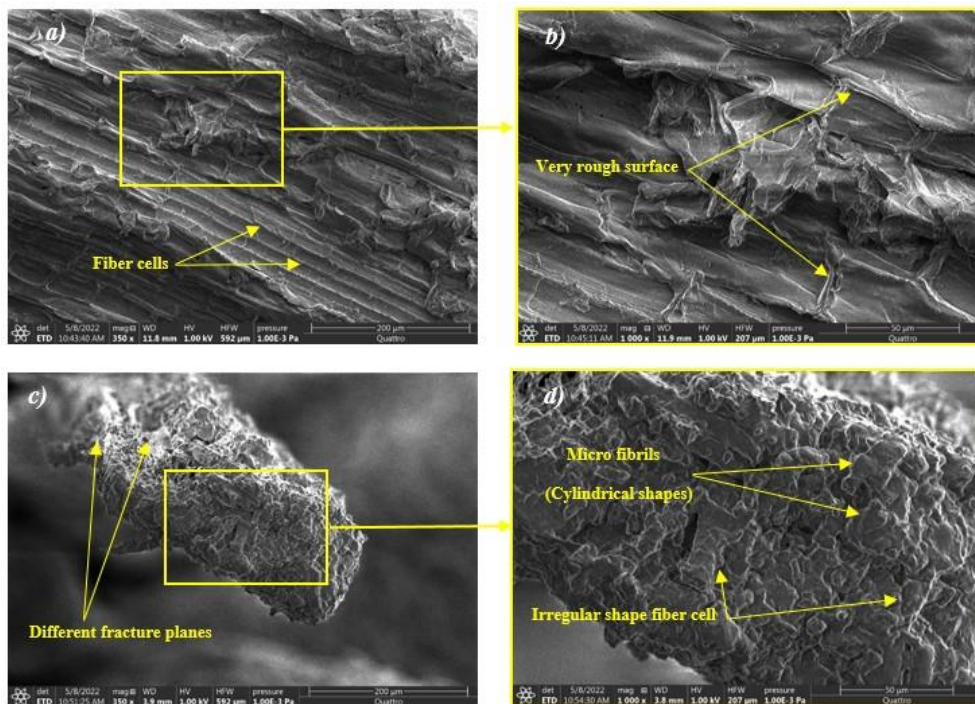 a)
Fiber cells
det 5/8/2022 mag WD HV HFW pressure 200 µm
ETD 10:43:40 AM 350 x 11.8 mm 1.00 kV 592 µm 1.00E-3 Pa Quattro
b)
Very rough surface
det 5/8/2022 mag WD HV HFW pressure 50 µm
ETD 10:45:11 AM 1 000 x 11.9 mm 1.00 kV 207 µm 1.00E-3 Pa Quattro
c)
Different fracture planes
det 5/8/2022 mag WD HV HFW pressure 200 µm
ETD 10:51:25 AM 350 x 3.9 mm 1.00 kV 592 µm 1.00E-3 Pa Quattro
d)
Micro fibrils
(Cylindrical shapes)
Irregular shape fiber cell
det 5/8/2022 mag WD HV HFW pressure 50 µm
ETD 10:54:30 AM 1 000 x 3.8 mm 1.00 kV 207 µm 1.00E-3 Pa Quattro